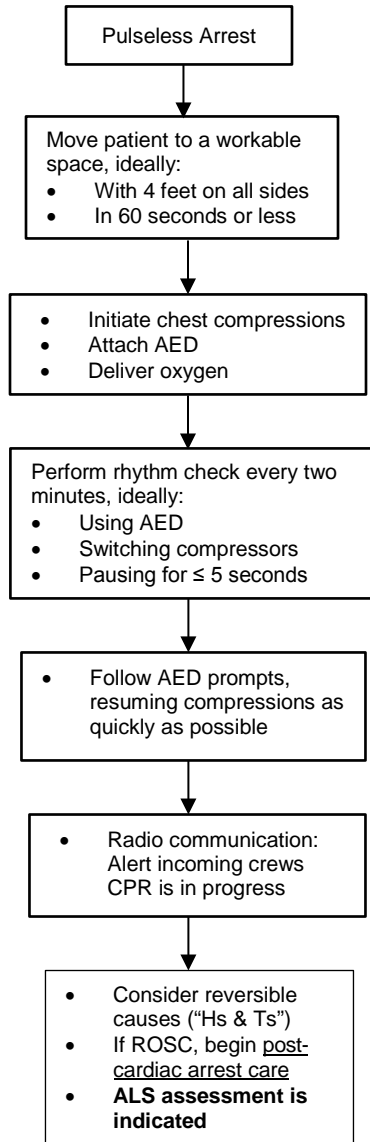 Pulseless Arrest
Move patient to a workable
space, ideally:
• With 4 feet on all sides
• In 60 seconds or less
• Initiate chest compressions
• Attach AED
• Deliver oxygen
Perform rhythm check every two
minutes, ideally:
• Using AED
• Switching compressors
• Pausing for ≤ 5 seconds
• Follow AED prompts,
resuming compressions as
quickly as possible
• Radio communication:
Alert incoming crews
CPR is in progress
• Consider reversible
causes (“Hs & Ts”)
• If ROSC, begin post-
cardiac arrest care
• ALS assessment is
indicated